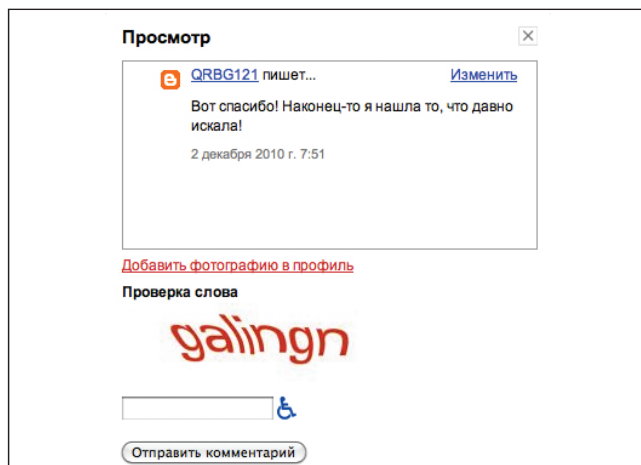 Просмотр
QRBG121 пишет... Изменить
Вот спасибо! Наконец-то я нашла то, что давно
искала!
2 декабря 2010 г. 7:51
Добавить фотографию в профиль
Проверка слова
galingn
Отправить комментарий